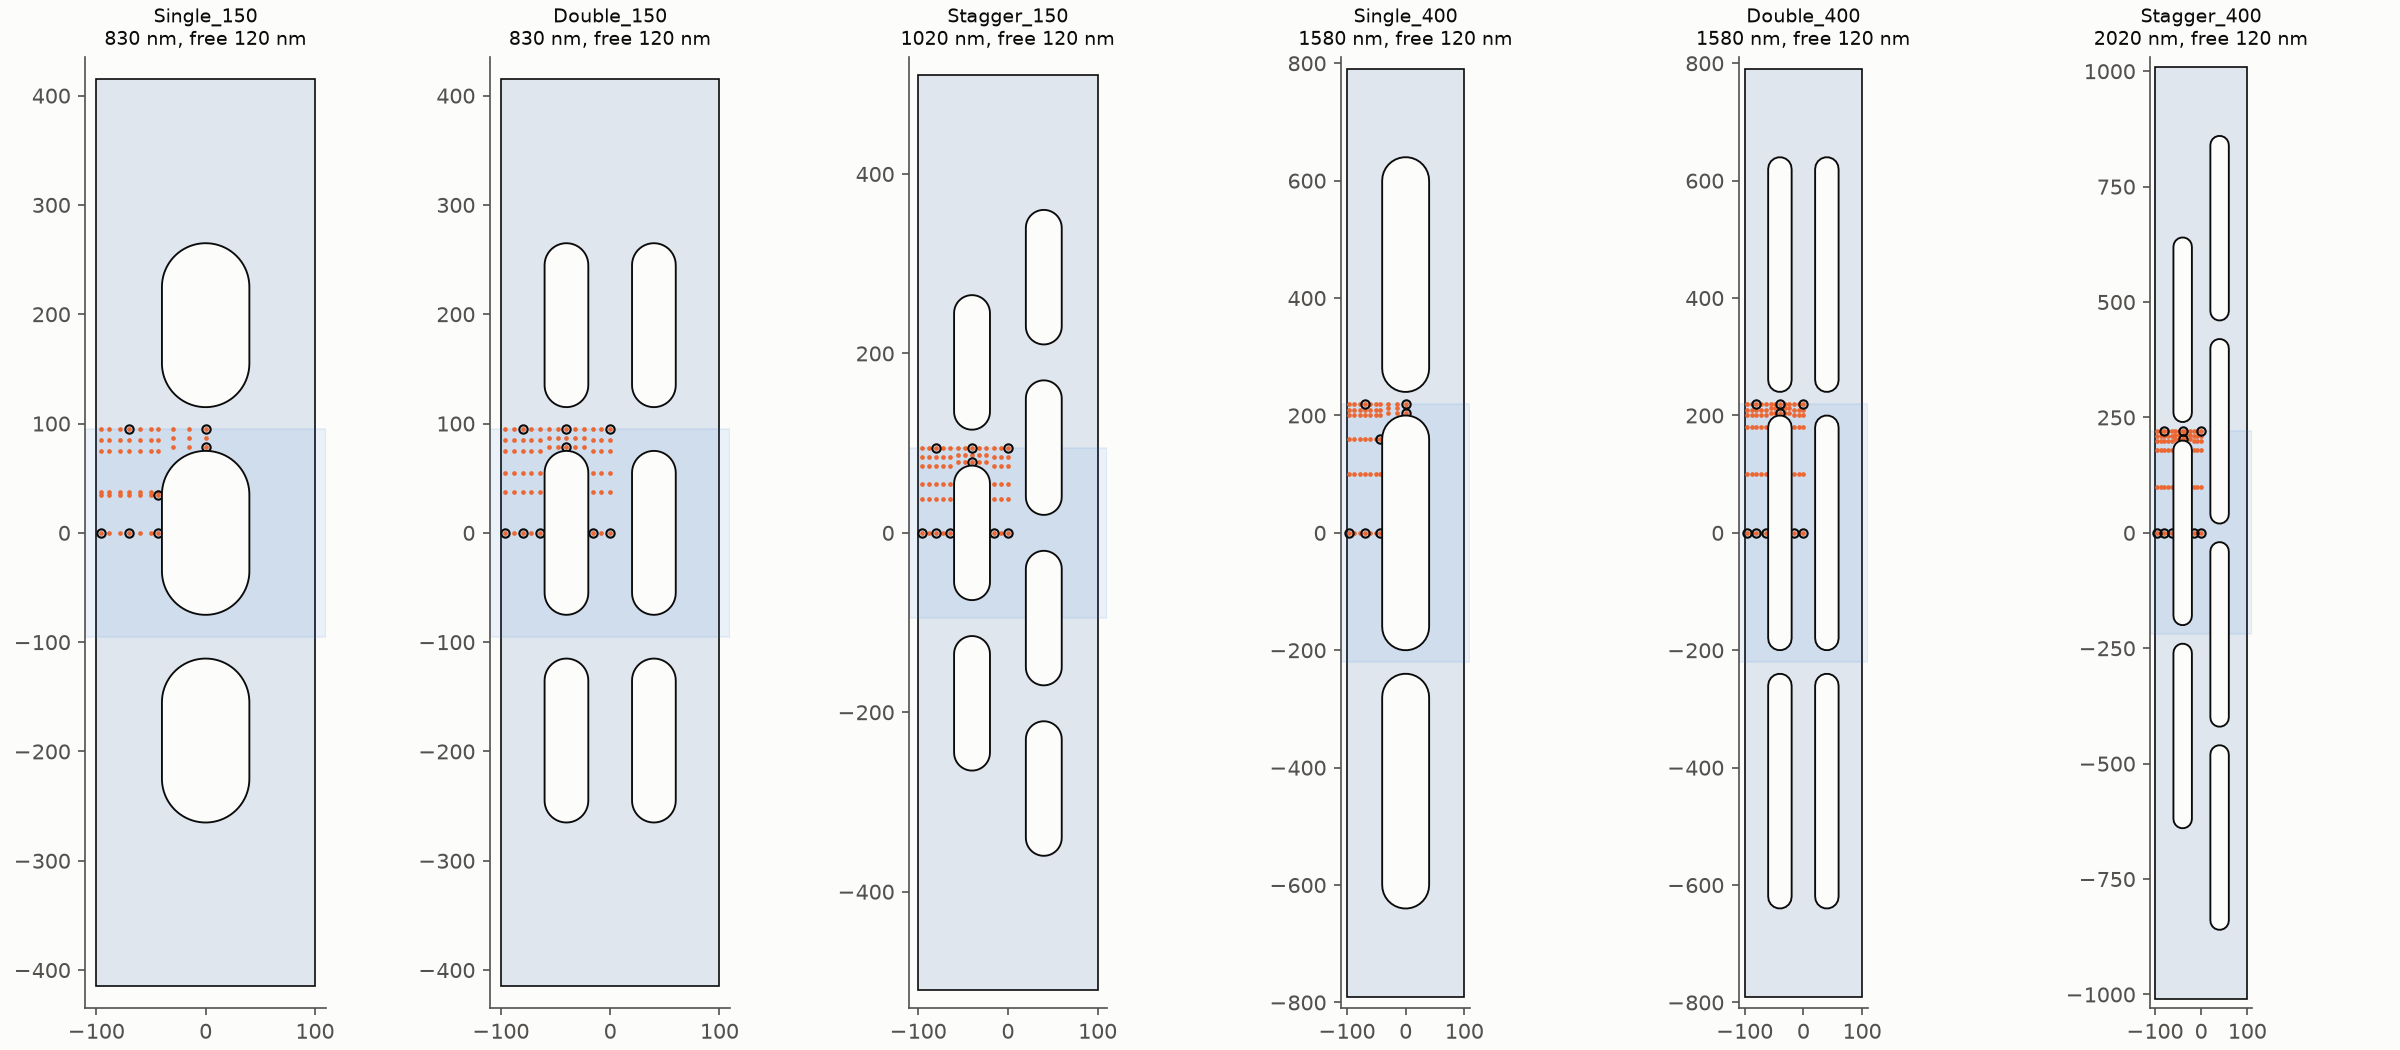 Single_150
830 nm, free 120 nm
400
300
200
100
0
−100
−200
−300
−400
−100 0 100
Double_150
830 nm, free 120 nm
400
300
200
100
0
−100
−200
−300
−400
−100 0 100
Stagger_150
1020 nm, free 120 nm
400
200
0
−200
−400
−100 0 100
Single_400
1580 nm, free 120 nm
800
600
400
200
0
−200
−400
−600
−800
−100 0 100
Double_400
1580 nm, free 120 nm
800
600
400
200
0
−200
−400
−600
−800
−100 0 100
Stagger_400
2020 nm, free 120 nm
1000
750
500
250
0
−250
−500
−750
−1000
−100 0 100